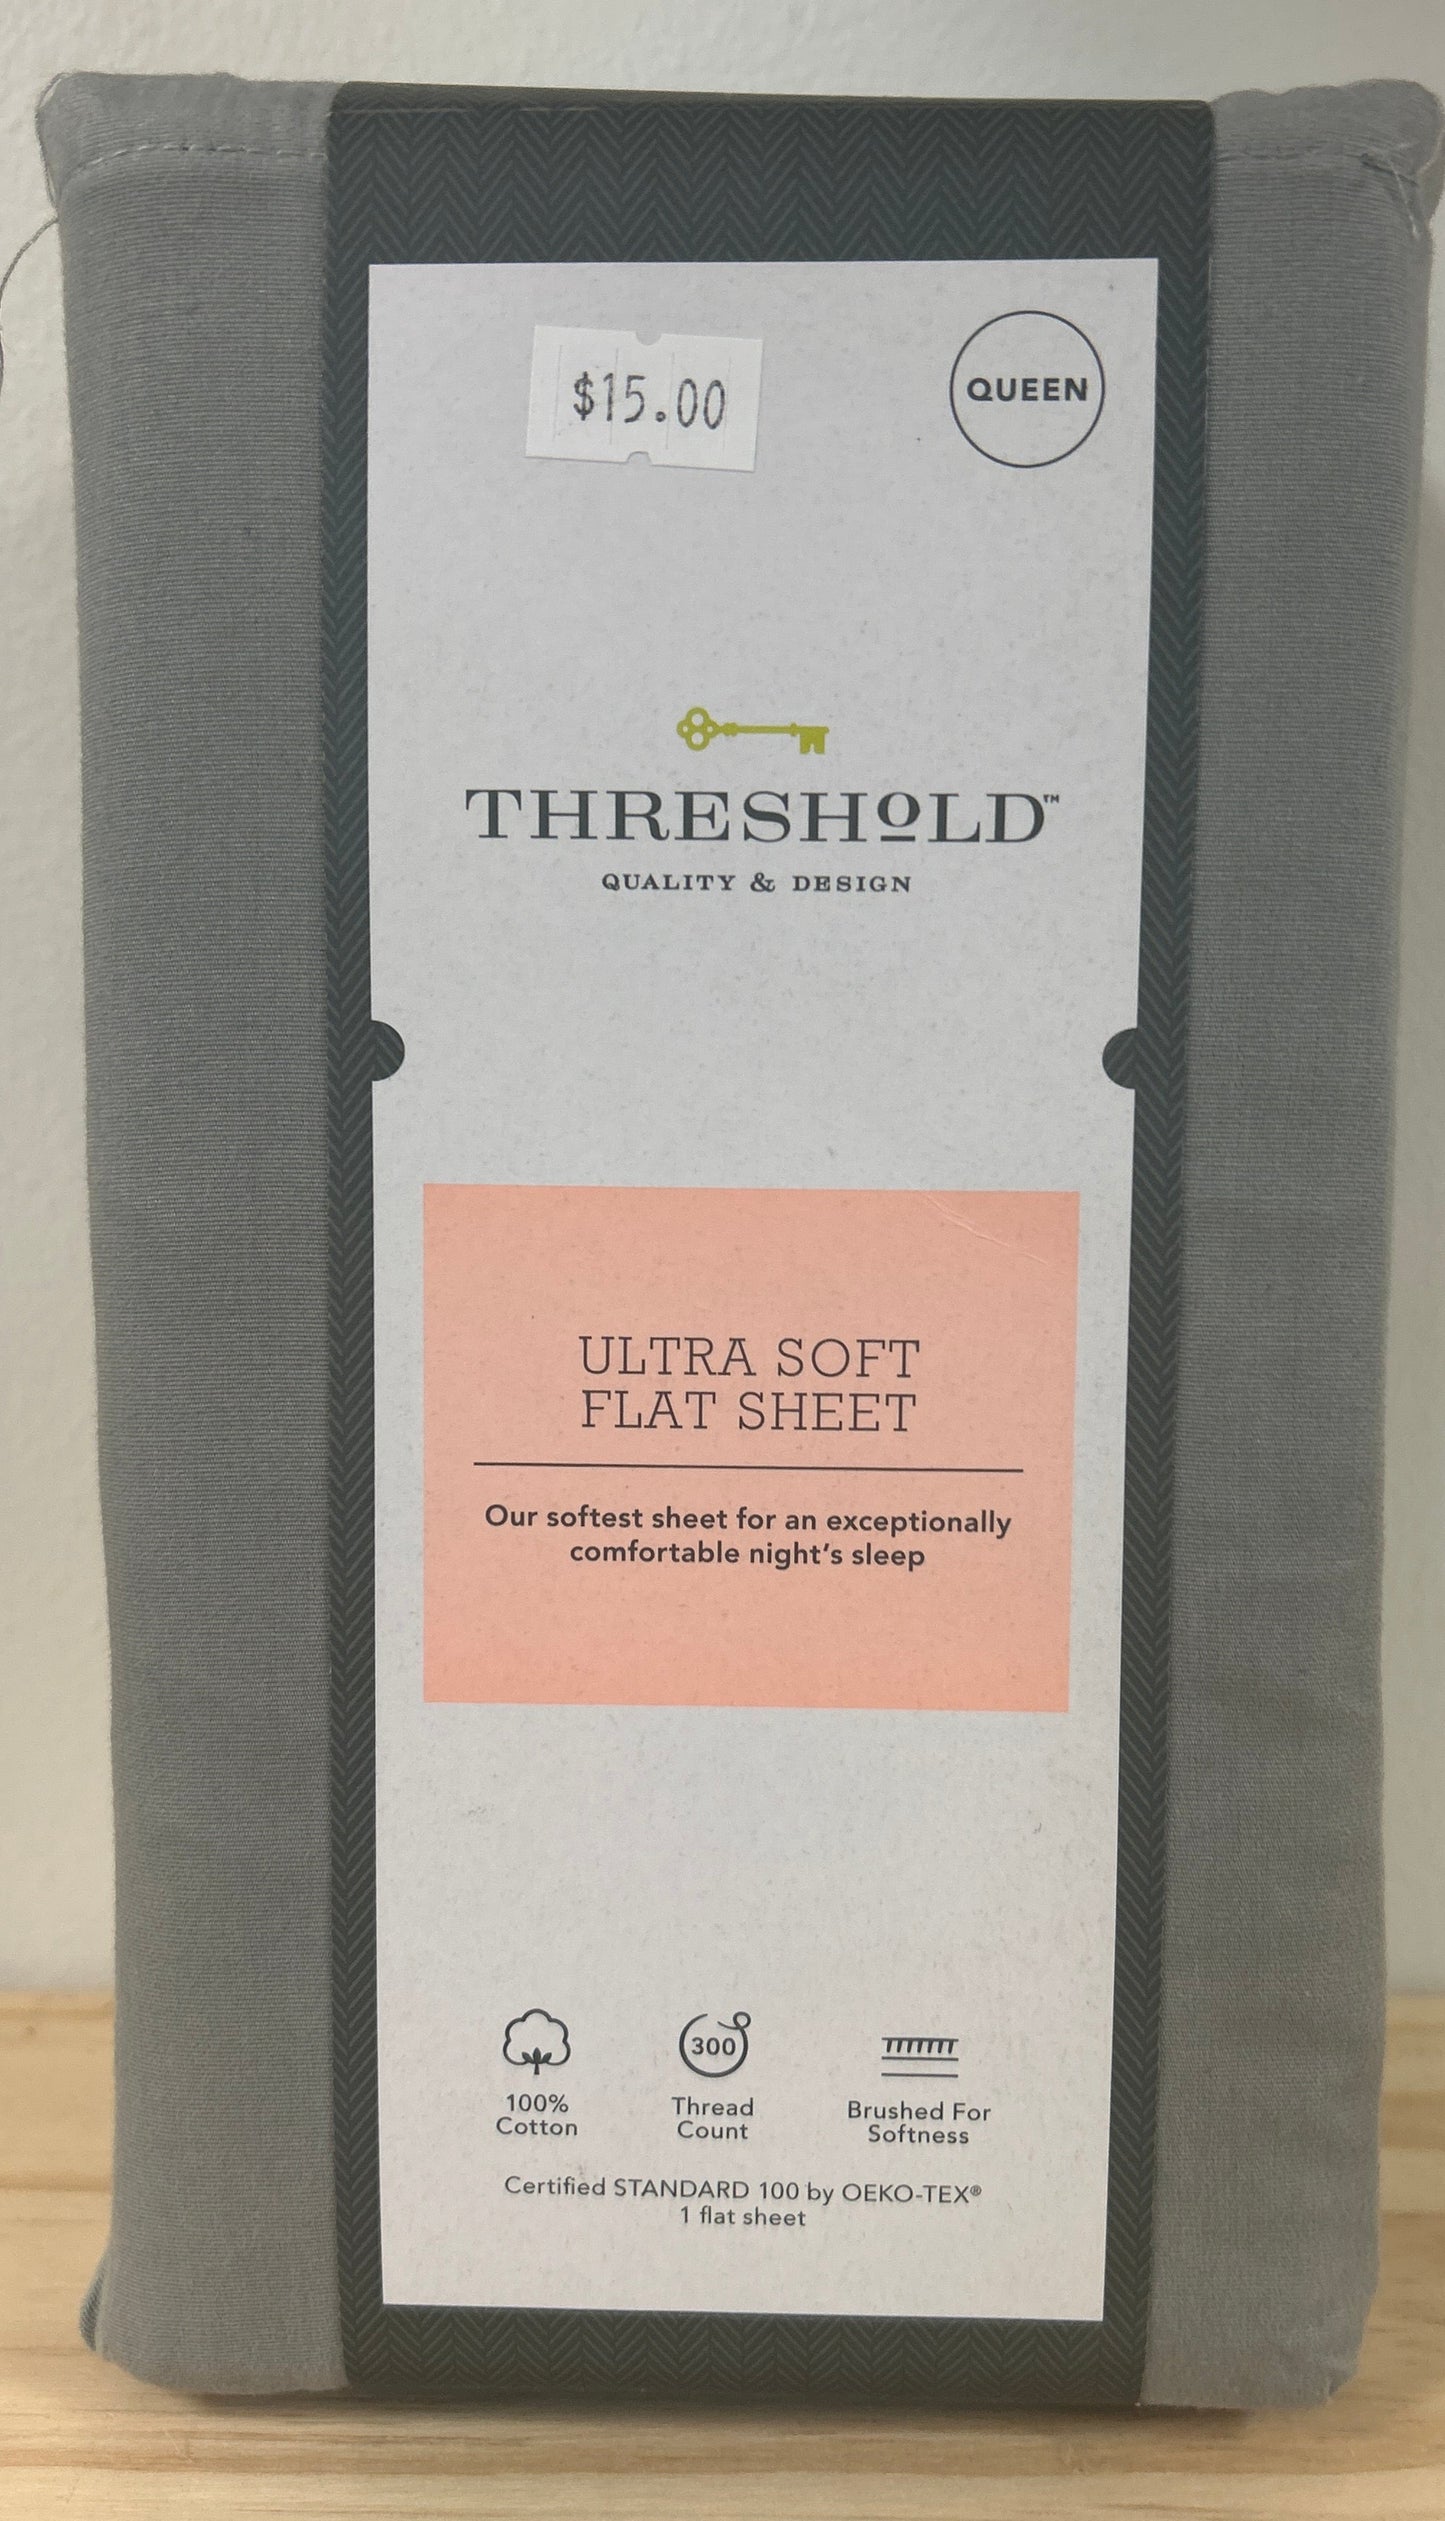 $15.00
QUEEN
THRESHOLD™
QUALITY & DESIGN
ULTRA SOFT
FLAT SHEET
Our softest sheet for an exceptionally
comfortable night's sleep
300
100%
Cotton
Thread
Count
Brushed For
Softness
Certified STANDARD 100 by OEKO-TEX®
1 flat sheet